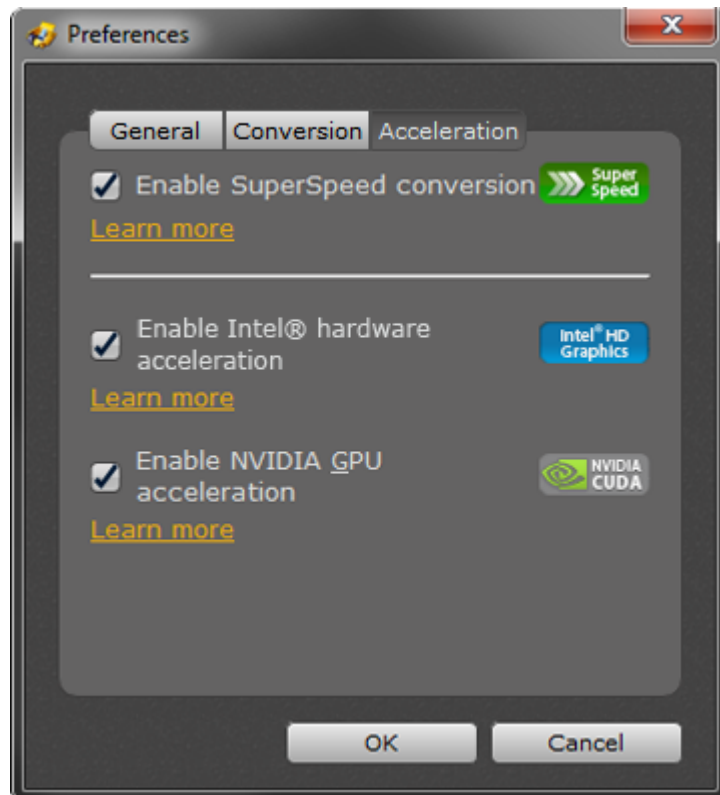 Preferences
General Conversion Acceleration
Enable SuperSpeed conversion
Super
Speed
Learn more
Enable Intel® hardware
acceleration
Intel® HD
Graphics
Learn more
Enable NVIDIA GPU
acceleration
NVIDIA
CUDA
Learn more
OK Cancel